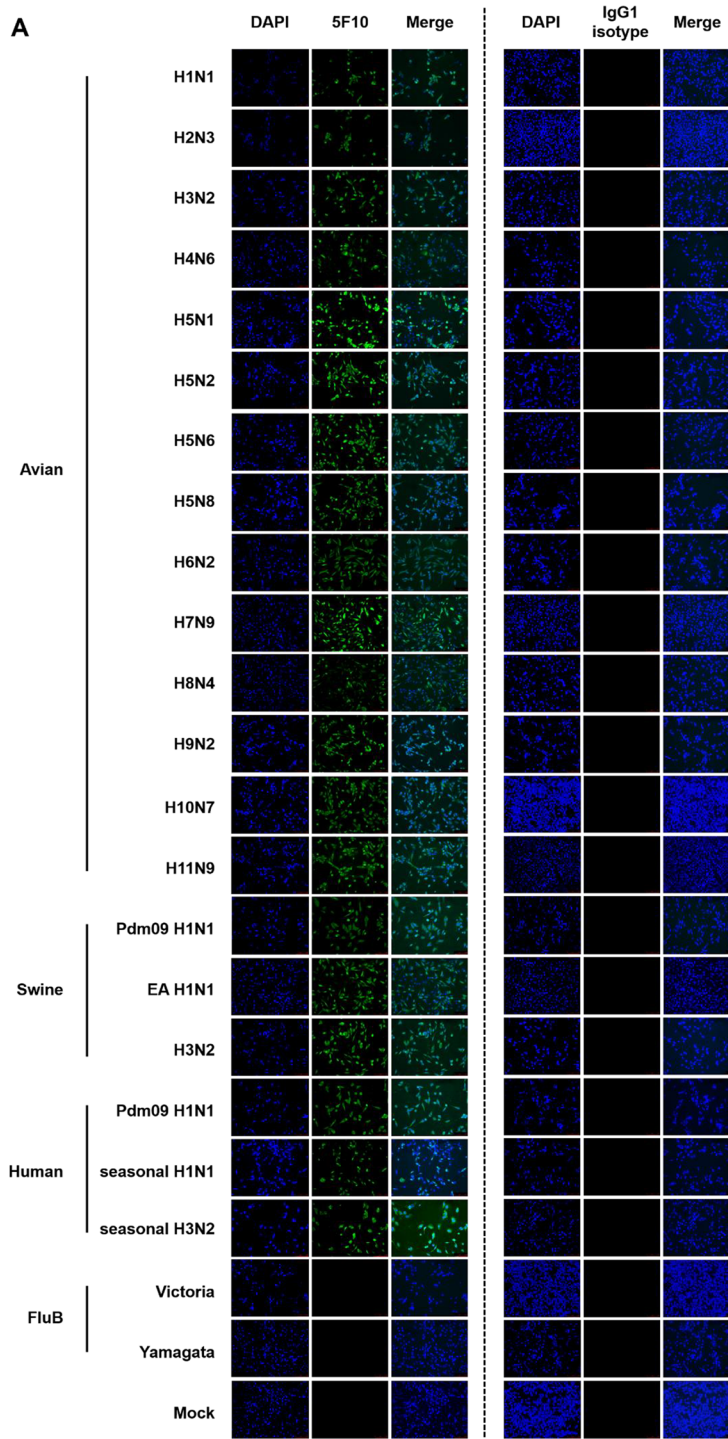 A
DAPI 5F10 Merge DAPI IgG1 isotype Merge
H1N1
H2N3
H3N2
H4N6
H5N1
H5N2
H5N6
Avian
H5N8
H6N2
H7N9
H8N4
H9N2
H10N7
H11N9
Pdm09 H1N1
Swine EA H1N1
H3N2
Pdm09 H1N1
Human seasonal H1N1
seasonal H3N2
Victoria
FluB
Yamagata
Mock